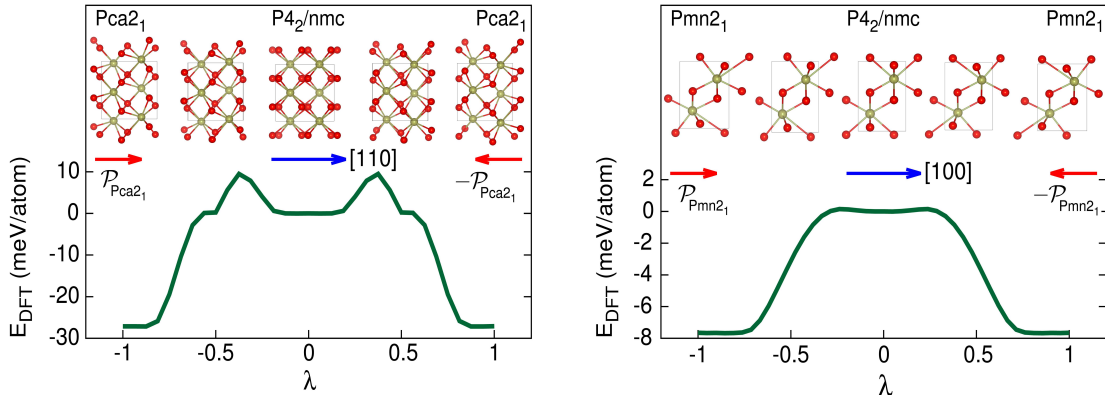 Pca2₁ P4₂/nmc Pca2₁
[110]
𝒫Pca2₁ −𝒫Pca2₁
10
0
-10
-20
-30
E_DFT (meV/atom)
-1 -0.5 0 0.5 1
λ
Pmn2₁ P4₂/nmc Pmn2₁
[100]
𝒫Pmn2₁ −𝒫Pmn2₁
2
0
-2
-4
-6
-8
E_DFT (meV/atom)
-1 -0.5 0 0.5 1
λ